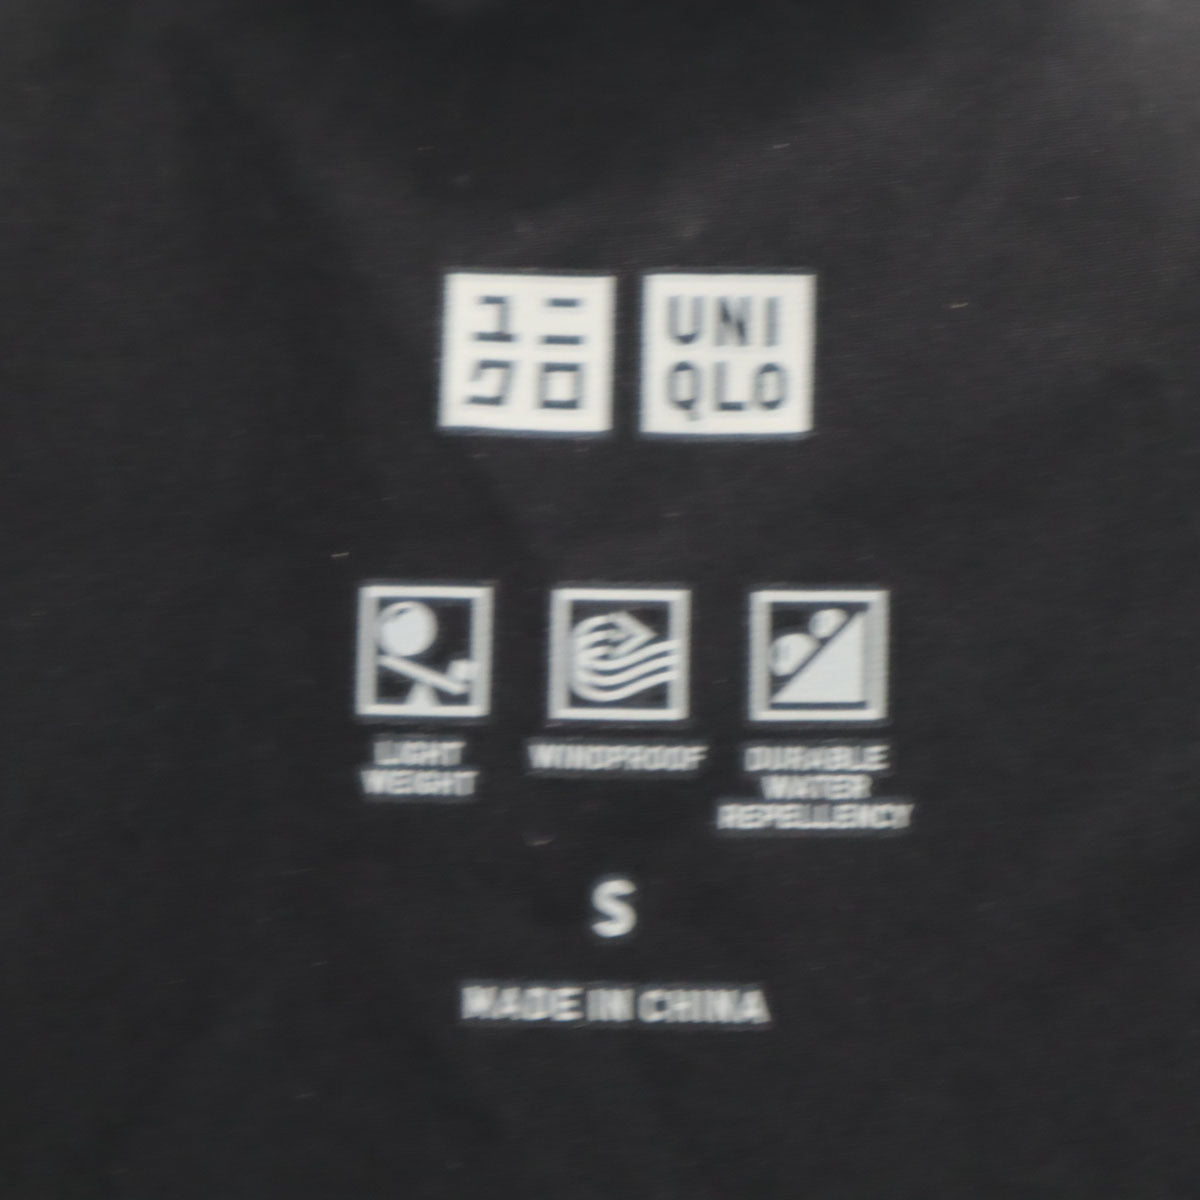 ユニ
クロ
UNI
QLO
LIGHT
WEIGHT
WINDPROOF
DURABLE
WATER
REPELLENCY
S
MADE IN CHINA